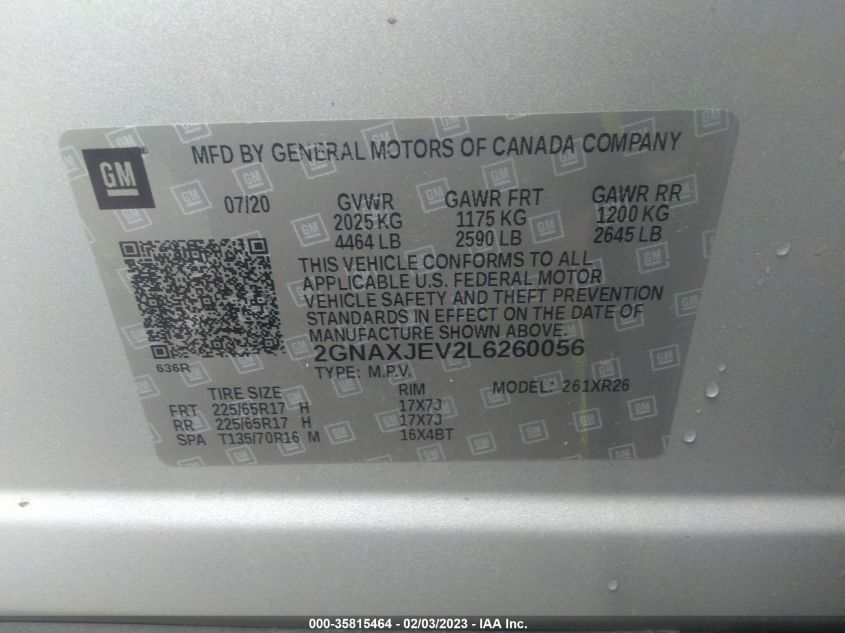 GM
MFD BY GENERAL MOTORS OF CANADA COMPANY
07/20 GVWR GAWR FRT GAWR RR
2025 KG 1175 KG 1200 KG
4464 LB 2590 LB 2645 LB
THIS VEHICLE CONFORMS TO ALL
APPLICABLE U.S. FEDERAL MOTOR
VEHICLE SAFETY AND THEFT PREVENTION
STANDARDS IN EFFECT ON THE DATE OF
MANUFACTURE SHOWN ABOVE.
2GNAXJEV2L6260056
636R
TYPE: M.P.V.
TIRE SIZE RIM MODEL: 261XR26
FRT 225/65R17 H 17X7J
RR 225/65R17 H 17X7J
SPA T135/70R16 M 16X4BT
000-35815464 - 02/03/2023 - IAA Inc.